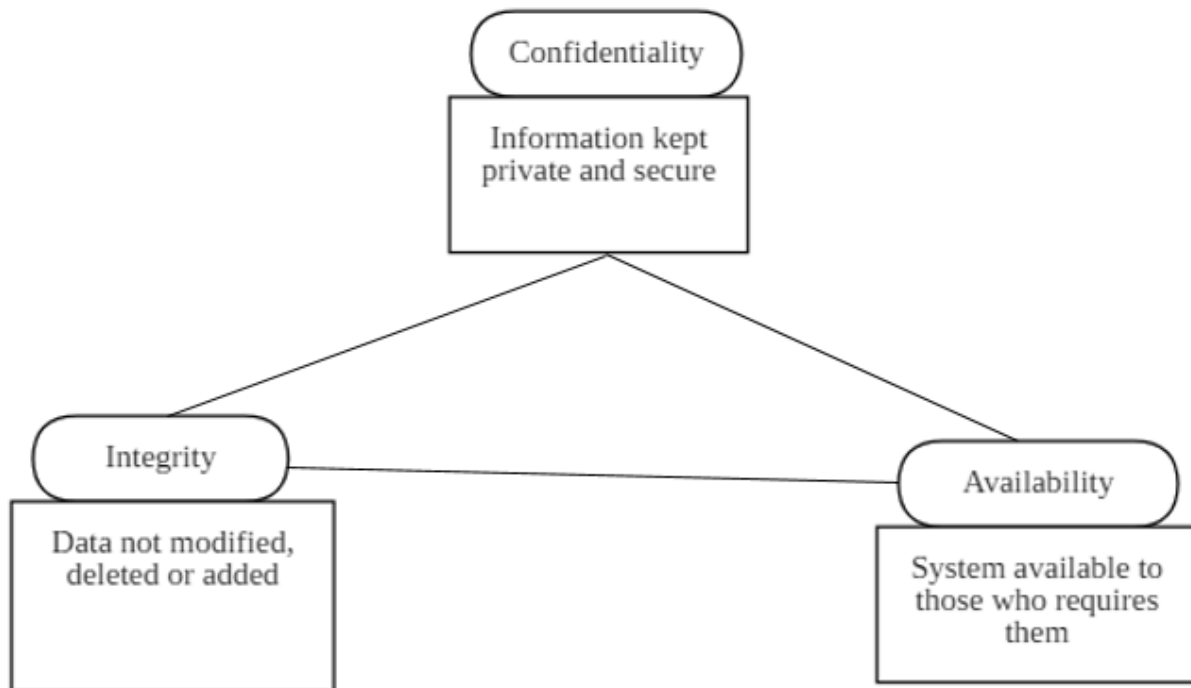 Confidentiality
Information kept
private and secure
Integrity
Data not modified,
deleted or added
Availability
System available to
those who requires
them